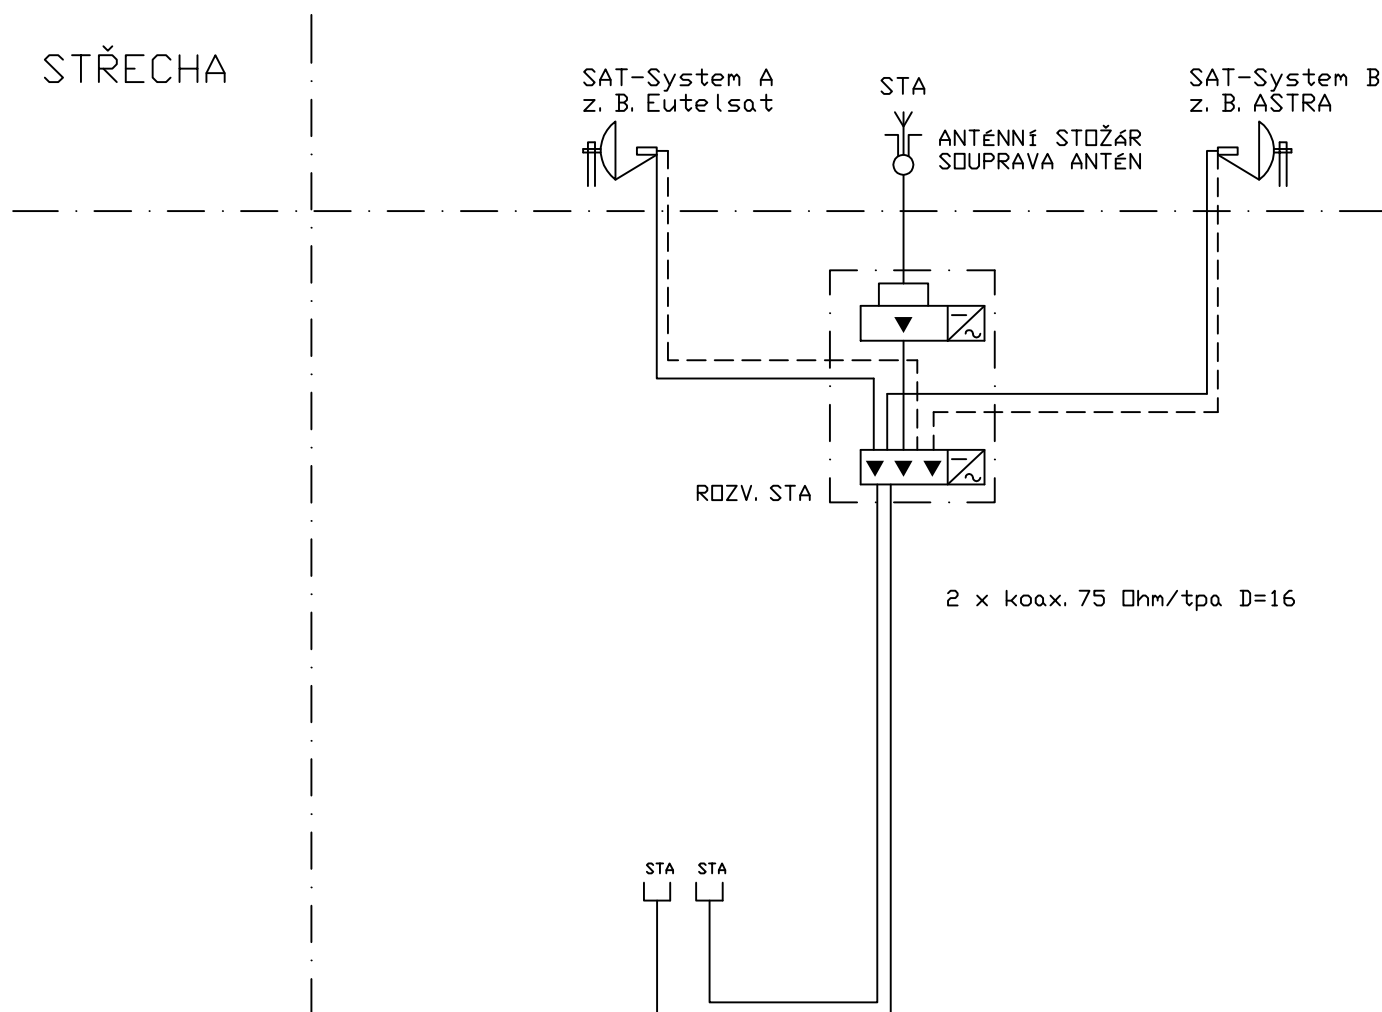 STŘECHA
SAT-System A
z. B. Eutelsat
STA
ANTéNNí STOŽáR
SOUPRAVA ANTéN
SAT-System B
z. B. ASTRA
ROZV. STA
2 x koax. 75 Ohm/tpa D=16
STA
STA